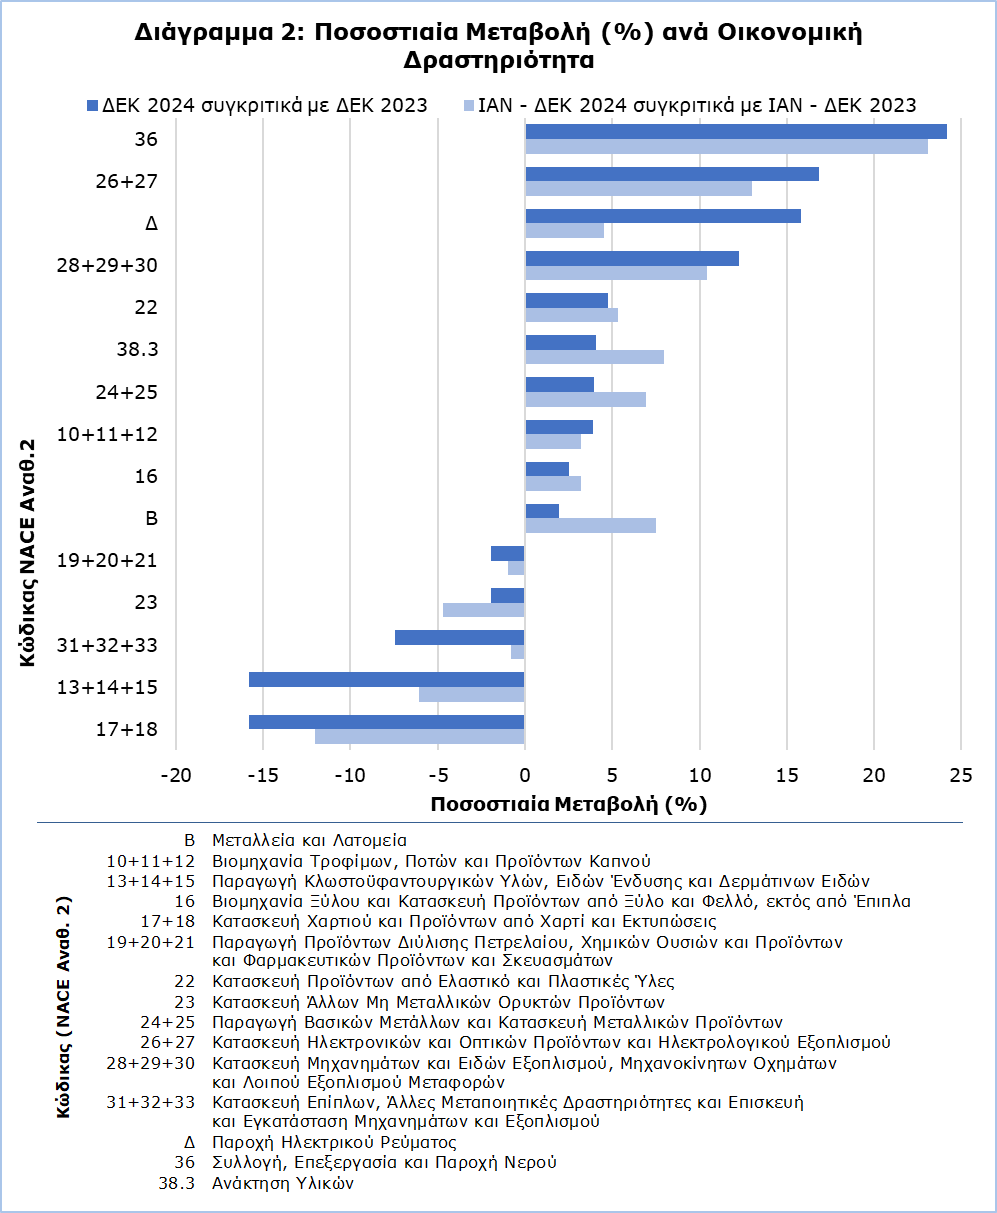 Διάγραμμα 2: Ποσοστιαία Μεταβολή (%) ανά Οικονομική
Δραστηριότητα
ΔΕΚ 2024 συγκριτικά με ΔΕΚ 2023
ΙΑΝ - ΔΕΚ 2024 συγκριτικά με ΙΑΝ - ΔΕΚ 2023
36
26+27
Δ
28+29+30
22
38.3
24+25
10+11+12
16
Β
19+20+21
23
31+32+33
13+14+15
17+18
Κώδικας NACE Αναθ.2
-20 -15 -10 -5 0 5 10 15 20 25
Ποσοστιαία Μεταβολή (%)
Κώδικας (NACE Αναθ. 2)
Β Μεταλλεία και Λατομεία
10+11+12 Βιομηχανία Τροφίμων, Ποτών και Προϊόντων Καπνού
13+14+15 Παραγωγή Κλωστοϋφαντουργικών Υλών, Ειδών Ένδυσης και Δερμάτινων Ειδών
16 Βιομηχανία Ξύλου και Κατασκευή Προϊόντων από Ξύλο και Φελλό, εκτός από Έπιπλα
17+18 Κατασκευή Χαρτιού και Προϊόντων από Χαρτί και Εκτυπώσεις
19+20+21 Παραγωγή Προϊόντων Διύλισης Πετρελαίου, Χημικών Ουσιών και Προϊόντων
και Φαρμακευτικών Προϊόντων και Σκευασμάτων
22 Κατασκευή Προϊόντων από Ελαστικό και Πλαστικές Ύλες
23 Κατασκευή Άλλων Μη Μεταλλικών Ορυκτών Προϊόντων
24+25 Παραγωγή Βασικών Μετάλλων και Κατασκευή Μεταλλικών Προϊόντων
26+27 Κατασκευή Ηλεκτρονικών και Οπτικών Προϊόντων και Ηλεκτρολογικού Εξοπλισμού
28+29+30 Κατασκευή Μηχανημάτων και Ειδών Εξοπλισμού, Μηχανοκίνητων Οχημάτων
και Λοιπού Εξοπλισμού Μεταφορών
31+32+33 Κατασκευή Επίπλων, Άλλες Μεταποιητικές Δραστηριότητες και Επισκευή
και Εγκατάσταση Μηχανημάτων και Εξοπλισμού
Δ Παροχή Ηλεκτρικού Ρεύματος
36 Συλλογή, Επεξεργασία και Παροχή Νερού
38.3 Ανάκτηση Υλικών